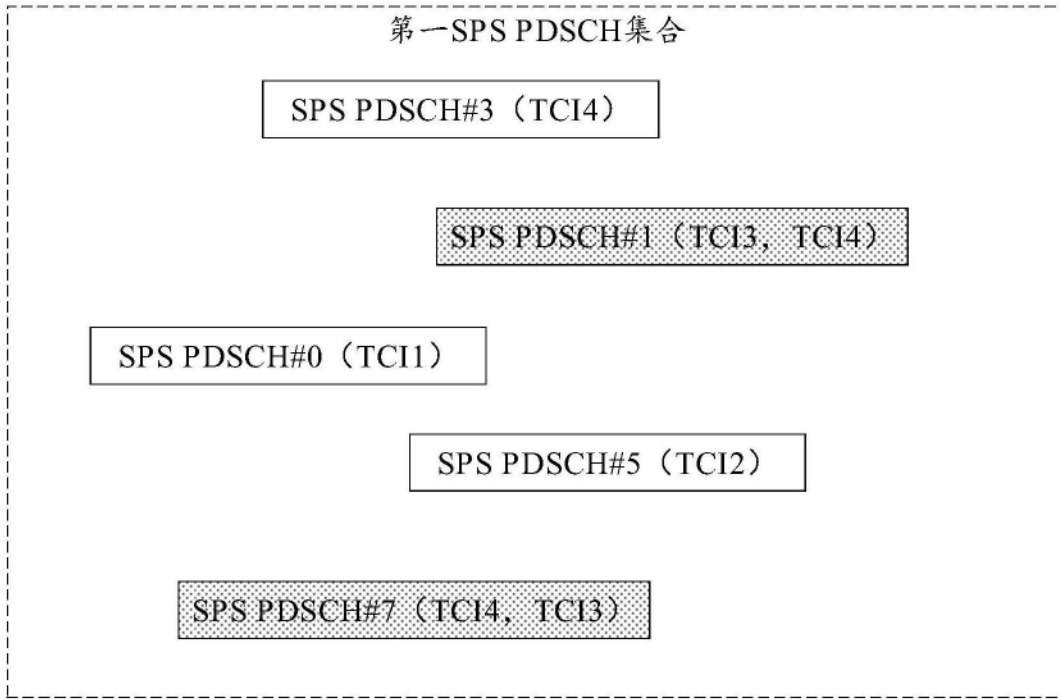 第一SPS PDSCH集合
SPS PDSCH#3（TCI4）
SPS PDSCH#1（TCI3，TCI4）
SPS PDSCH#0（TCI1）
SPS PDSCH#5（TCI2）
SPS PDSCH#7（TCI4，TCI3）